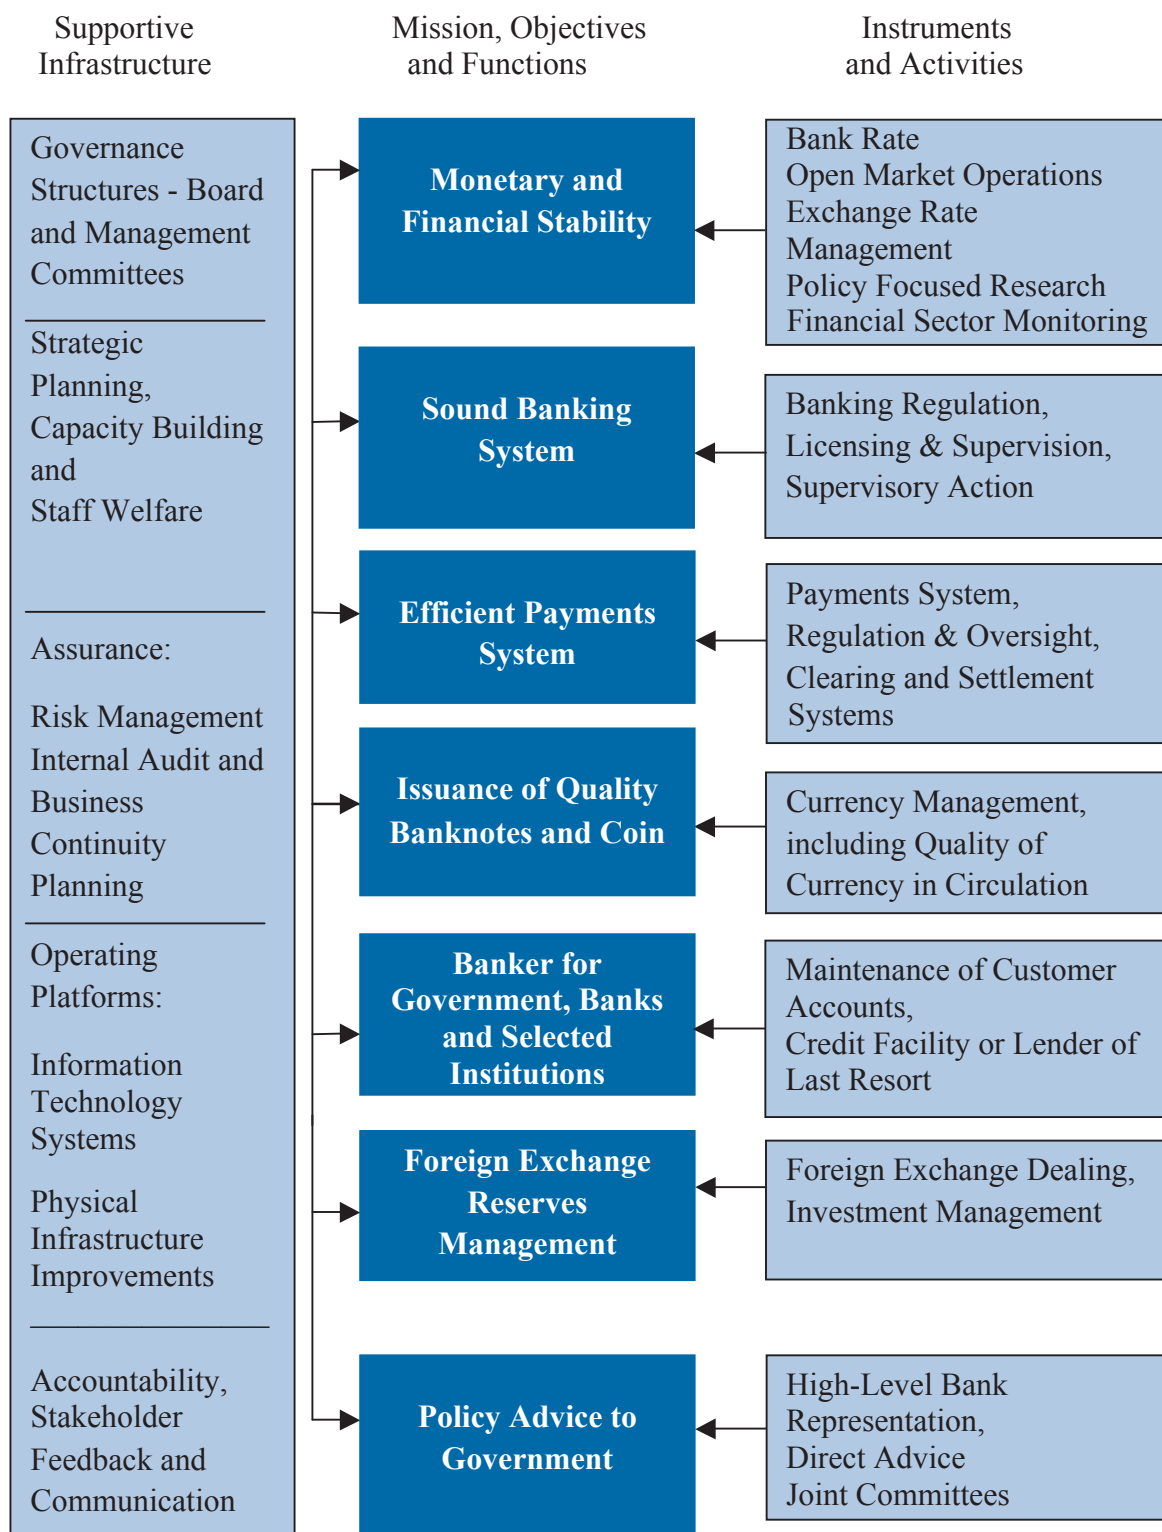 Supportive
Infrastructure
Mission, Objectives
and Functions
Instruments
and Activities
Governance
Structures - Board
and Management
Committees
Strategic
Planning,
Capacity Building
and
Staff Welfare
Assurance:
Risk Management
Internal Audit and
Business
Continuity
Planning
Operating
Platforms:
Information
Technology
Systems
Physical
Infrastructure
Improvements
Accountability,
Stakeholder
Feedback and
Communication
Monetary and
Financial Stability
Sound Banking
System
Efficient Payments
System
Issuance of Quality
Banknotes and Coin
Banker for
Government, Banks
and Selected
Institutions
Foreign Exchange
Reserves
Management
Policy Advice to
Government
Bank Rate
Open Market Operations
Exchange Rate
Management
Policy Focused Research
Financial Sector Monitoring
Banking Regulation,
Licensing & Supervision,
Supervisory Action
Payments System,
Regulation & Oversight,
Clearing and Settlement
Systems
Currency Management,
including Quality of
Currency in Circulation
Maintenance of Customer
Accounts,
Credit Facility or Lender of
Last Resort
Foreign Exchange Dealing,
Investment Management
High-Level Bank
Representation,
Direct Advice
Joint Committees